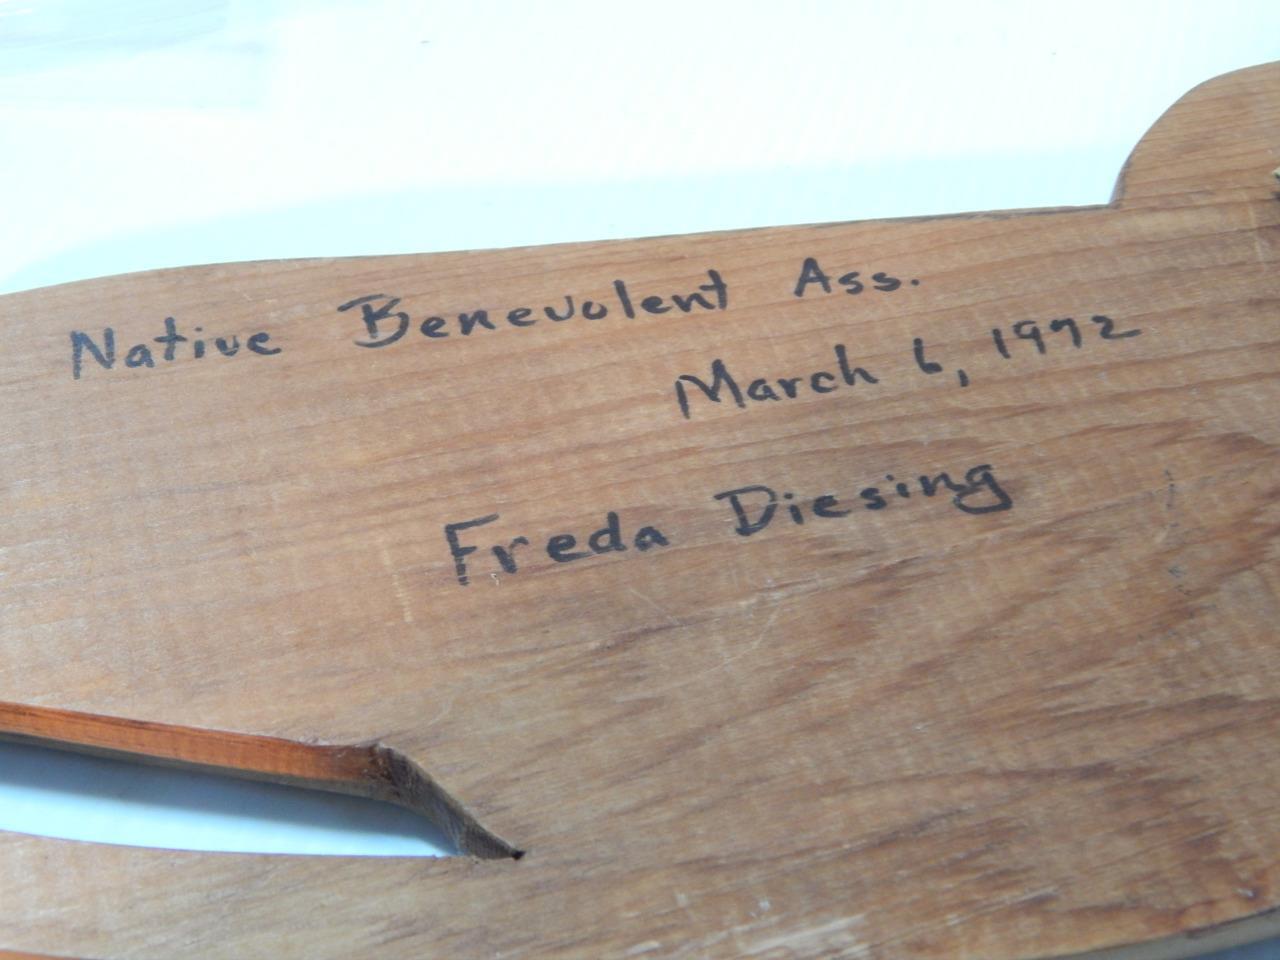 Native Benevolent Ass.
March 6, 1972
Freda Diesing